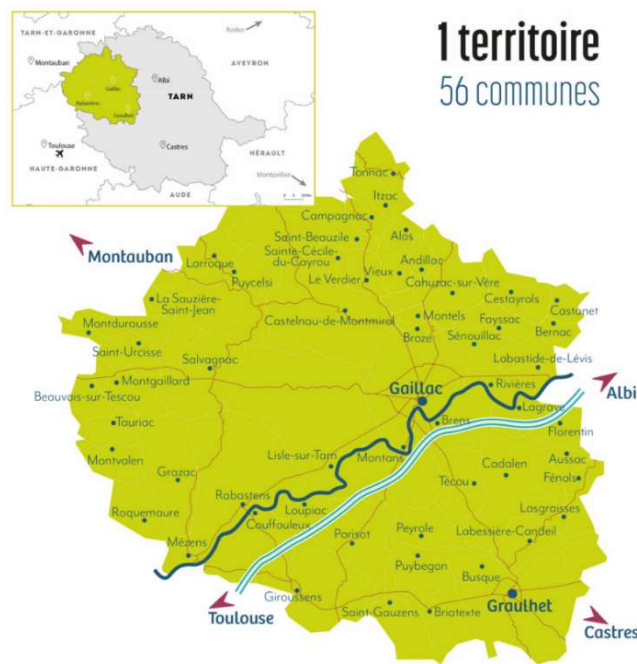 1 territoire
56 communes
TARN-ET-GARONNE
Rodez
Montauban
AVEYRON
Albi
Gaillac
TARN
Rabastens
Graulhet
Toulouse
Castres
HAUTE-GARONNE
HÉRAULT
Montpellier
AUDE
Tonnac
Itzac
Campagnac
Saint-Beauzile
Alos
Montauban
Sainte-Cécile-
du-Cayrou
Andillac
Larroque
Vieux
Puycelsi
Le Verdier
Cahuzac-sur-Vère
La Sauzière-
Saint-Jean
Cestayrols
Castanet
Castelnau-de-Montmiral
Montels
Fayssac
Montdurausse
Bernac
Broze
Sénouillac
Saint-Urcisse
Salvagnac
Labastide-de-Lévis
Montgaillard
Rivières
Beauvais-sur-Tescou
Gaillac
Albi
Lagrave
Tauriac
Brens
Florentin
Montvalen
Lisle-sur-Tarn
Montans
Aussac
Grazac
Cadalen
Técou
Fénols
Rabastens
Loupiac
Lasgraisses
Roquemaure
Couffouleux
Peyrole
Labessière-Candeil
Mézens
Parisot
Puybegon
Busque
Giroussens
Graulhet
Saint-Gauzens
Briatexte
Toulouse
Castres